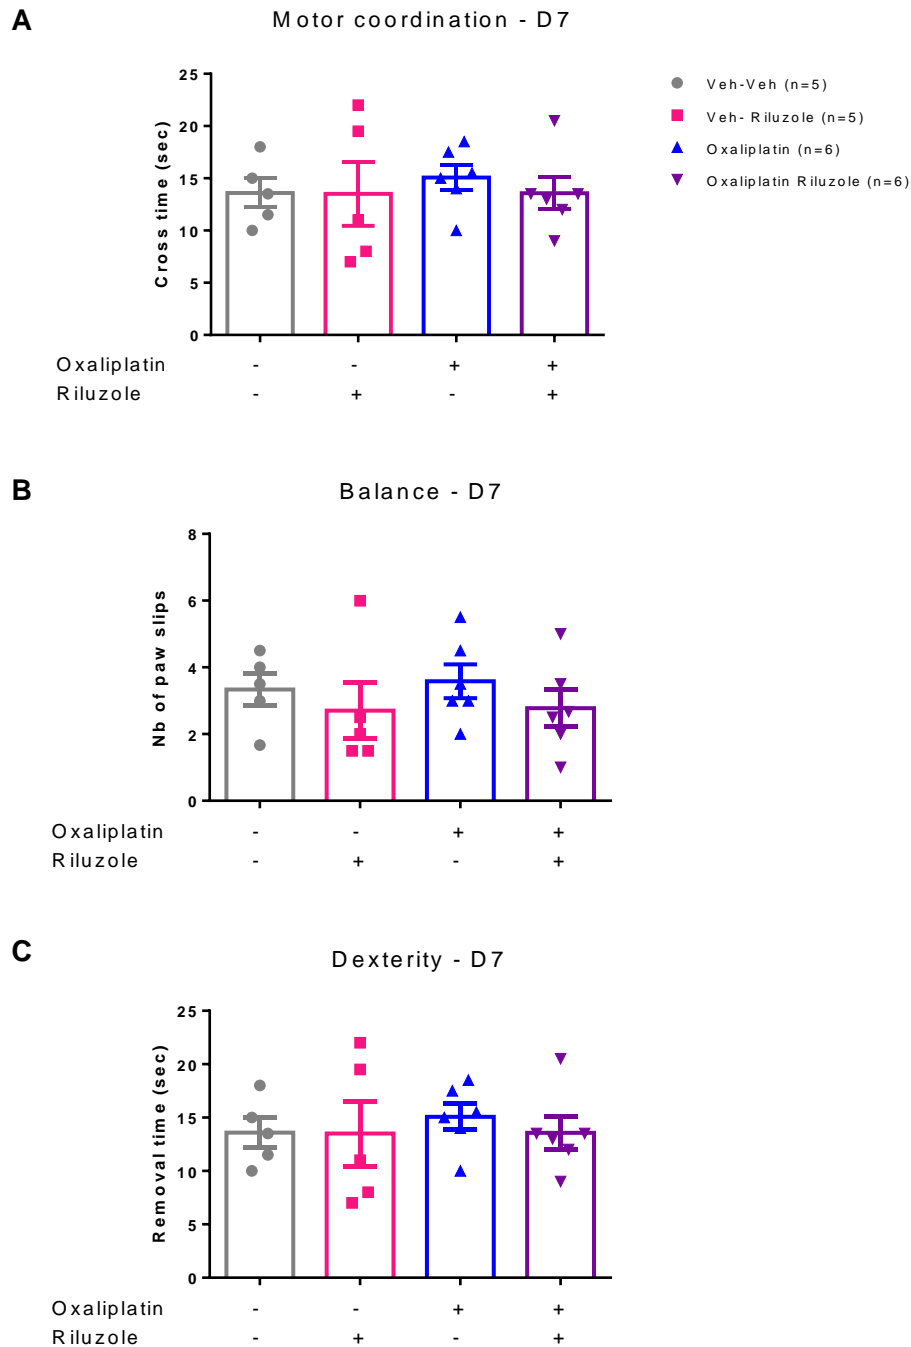 A
Motor coordination - D7
25
20
15
10
5
0
Cross time (sec)
Veh-Veh (n=5)
Veh- Riluzole (n=5)
Oxaliplatin (n=6)
Oxaliplatin Riluzole (n=6)
Oxaliplatin - - + +
Riluzole - + - +
B
Balance - D7
8
6
4
2
0
Nb of paw slips
Oxaliplatin - - + +
Riluzole - + - +
C
Dexterity - D7
25
20
15
10
5
0
Removal time (sec)
Oxaliplatin - - + +
Riluzole - + - +